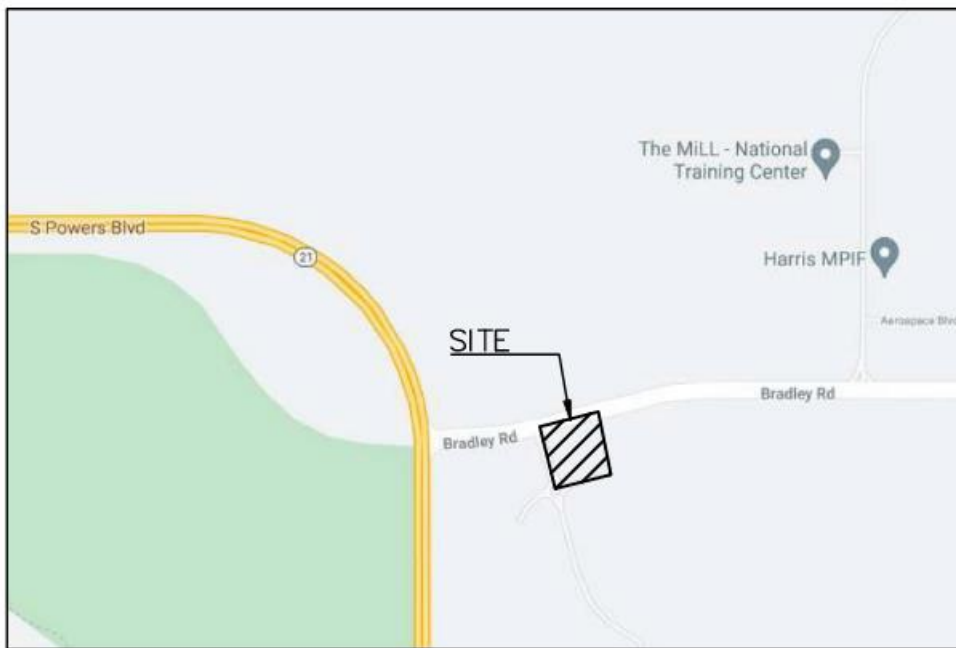 The MiLL - National
Training Center
S Powers Blvd
21
Harris MPIF
Aerospace Blvd
SITE
Bradley Rd
Bradley Rd